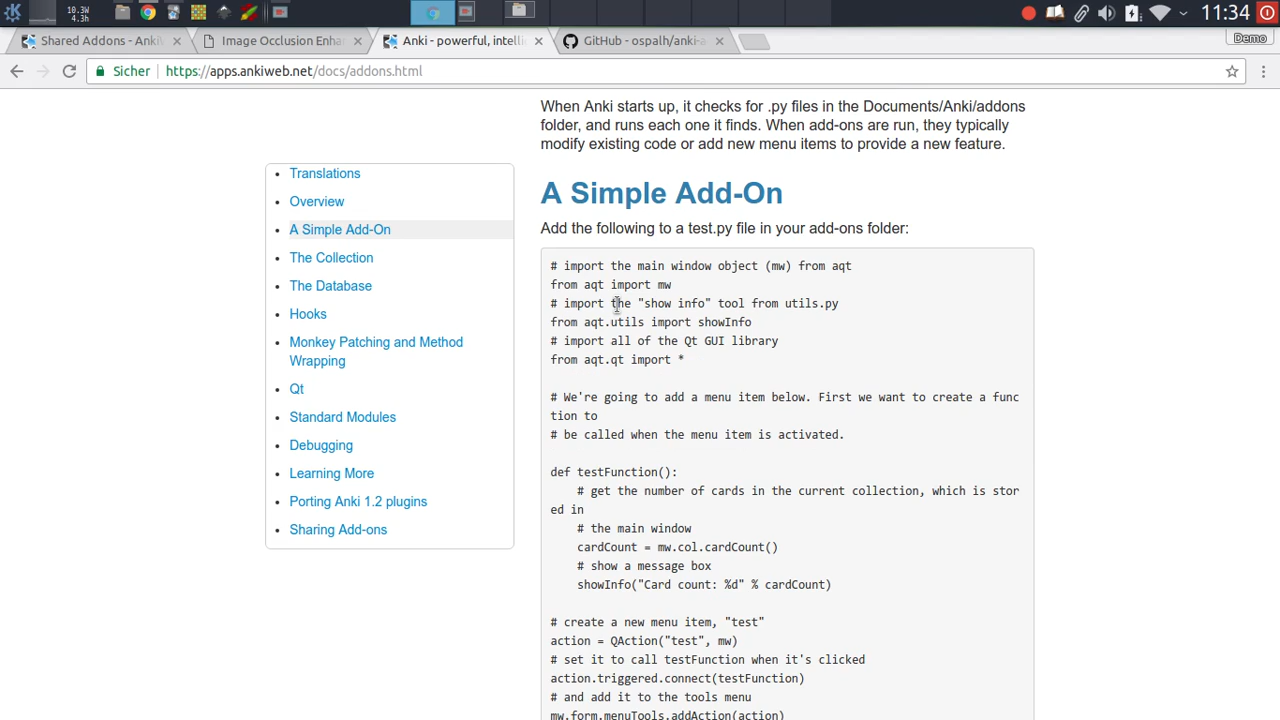 10.3W
4.3h
11:34
Shared Addons - Anki
Image Occlusion Enha
Anki - powerful, intelli
GitHub - ospalh/anki-a
Demo
Sicher
https://apps.ankiweb.net/docs/addons.html
When Anki starts up, it checks for .py files in the Documents/Anki/addons
folder, and runs each one it finds. When add-ons are run, they typically
modify existing code or add new menu items to provide a new feature.
Translations
Overview
A Simple Add-On
The Collection
The Database
Hooks
Monkey Patching and Method
Wrapping
Qt
Standard Modules
Debugging
Learning More
Porting Anki 1.2 plugins
Sharing Add-ons
A Simple Add-On
Add the following to a test.py file in your add-ons folder:
# import the main window object (mw) from aqt
from aqt import mw
# import the "show info" tool from utils.py
from aqt.utils import showInfo
# import all of the Qt GUI library
from aqt.qt import *
# We're going to add a menu item below. First we want to create a func
tion to
# be called when the menu item is activated.
def testFunction():
# get the number of cards in the current collection, which is stor
ed in
# the main window
cardCount = mw.col.cardCount()
# show a message box
showInfo("Card count: %d" % cardCount)
# create a new menu item, "test"
action = QAction("test", mw)
# set it to call testFunction when it's clicked
action.triggered.connect(testFunction)
# and add it to the tools menu
mw.form.menuTools.addAction(action)